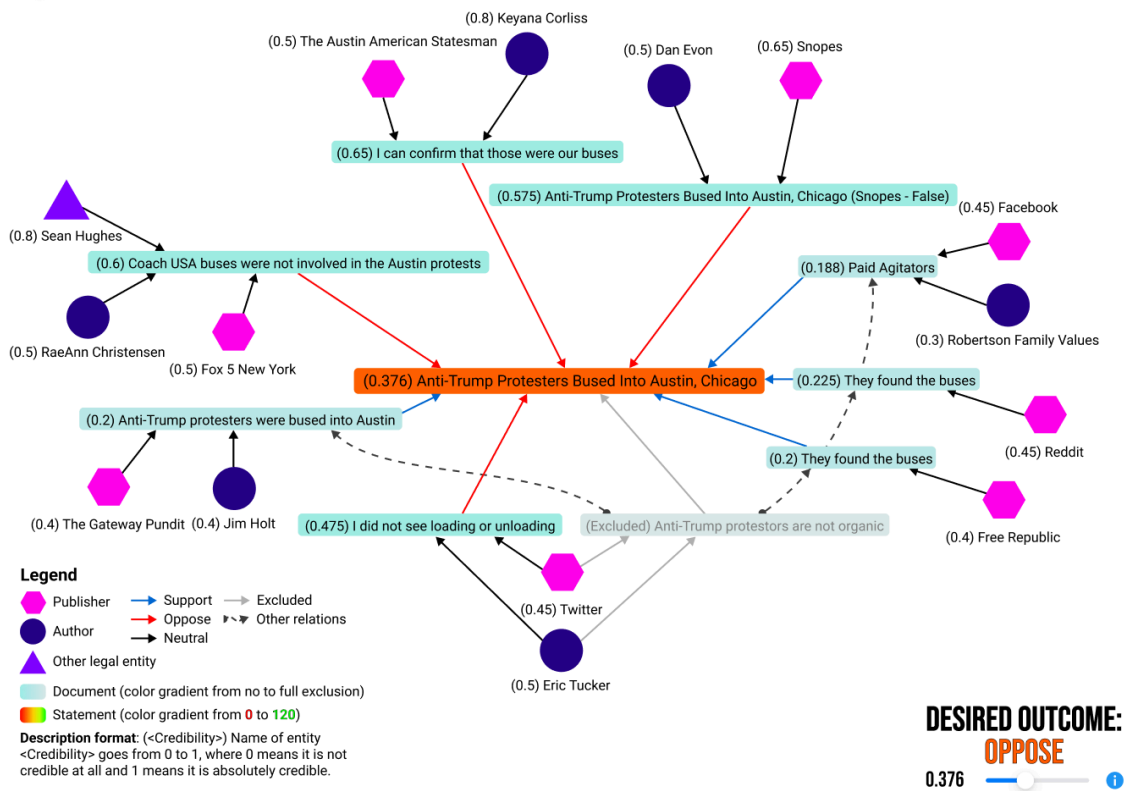 (0.8) Keyana Corliss
(0.5) The Austin American Statesman
(0.5) Dan Evon
(0.65) Snopes
(0.65) I can confirm that those were our buses
(0.575) Anti-Trump Protesters Bused Into Austin, Chicago (Snopes - False)
(0.45) Facebook
(0.8) Sean Hughes
(0.6) Coach USA buses were not involved in the Austin protests
(0.188) Paid Agitators
(0.5) RaeAnn Christensen
(0.5) Fox 5 New York
(0.3) Robertson Family Values
(0.376) Anti-Trump Protesters Bused Into Austin, Chicago
(0.225) They found the buses
(0.2) Anti-Trump protesters were bused into Austin
(0.45) Reddit
(0.2) They found the buses
(0.4) The Gateway Pundit
(0.4) Jim Holt
(0.475) I did not see loading or unloading
(Excluded) Anti-Trump protestors are not organic
(0.4) Free Republic
(0.45) Twitter
(0.5) Eric Tucker
Legend
Publisher
Support
Excluded
Oppose
Other relations
Author
Neutral
Other legal entity
Document (color gradient from no to full exclusion)
Statement (color gradient from 0 to 120)
Description format: (<Credibility>) Name of entity
<Credibility> goes from 0 to 1, where 0 means it is not
credible at all and 1 means it is absolutely credible.
DESIRED OUTCOME:
OPPOSE
0.376
i